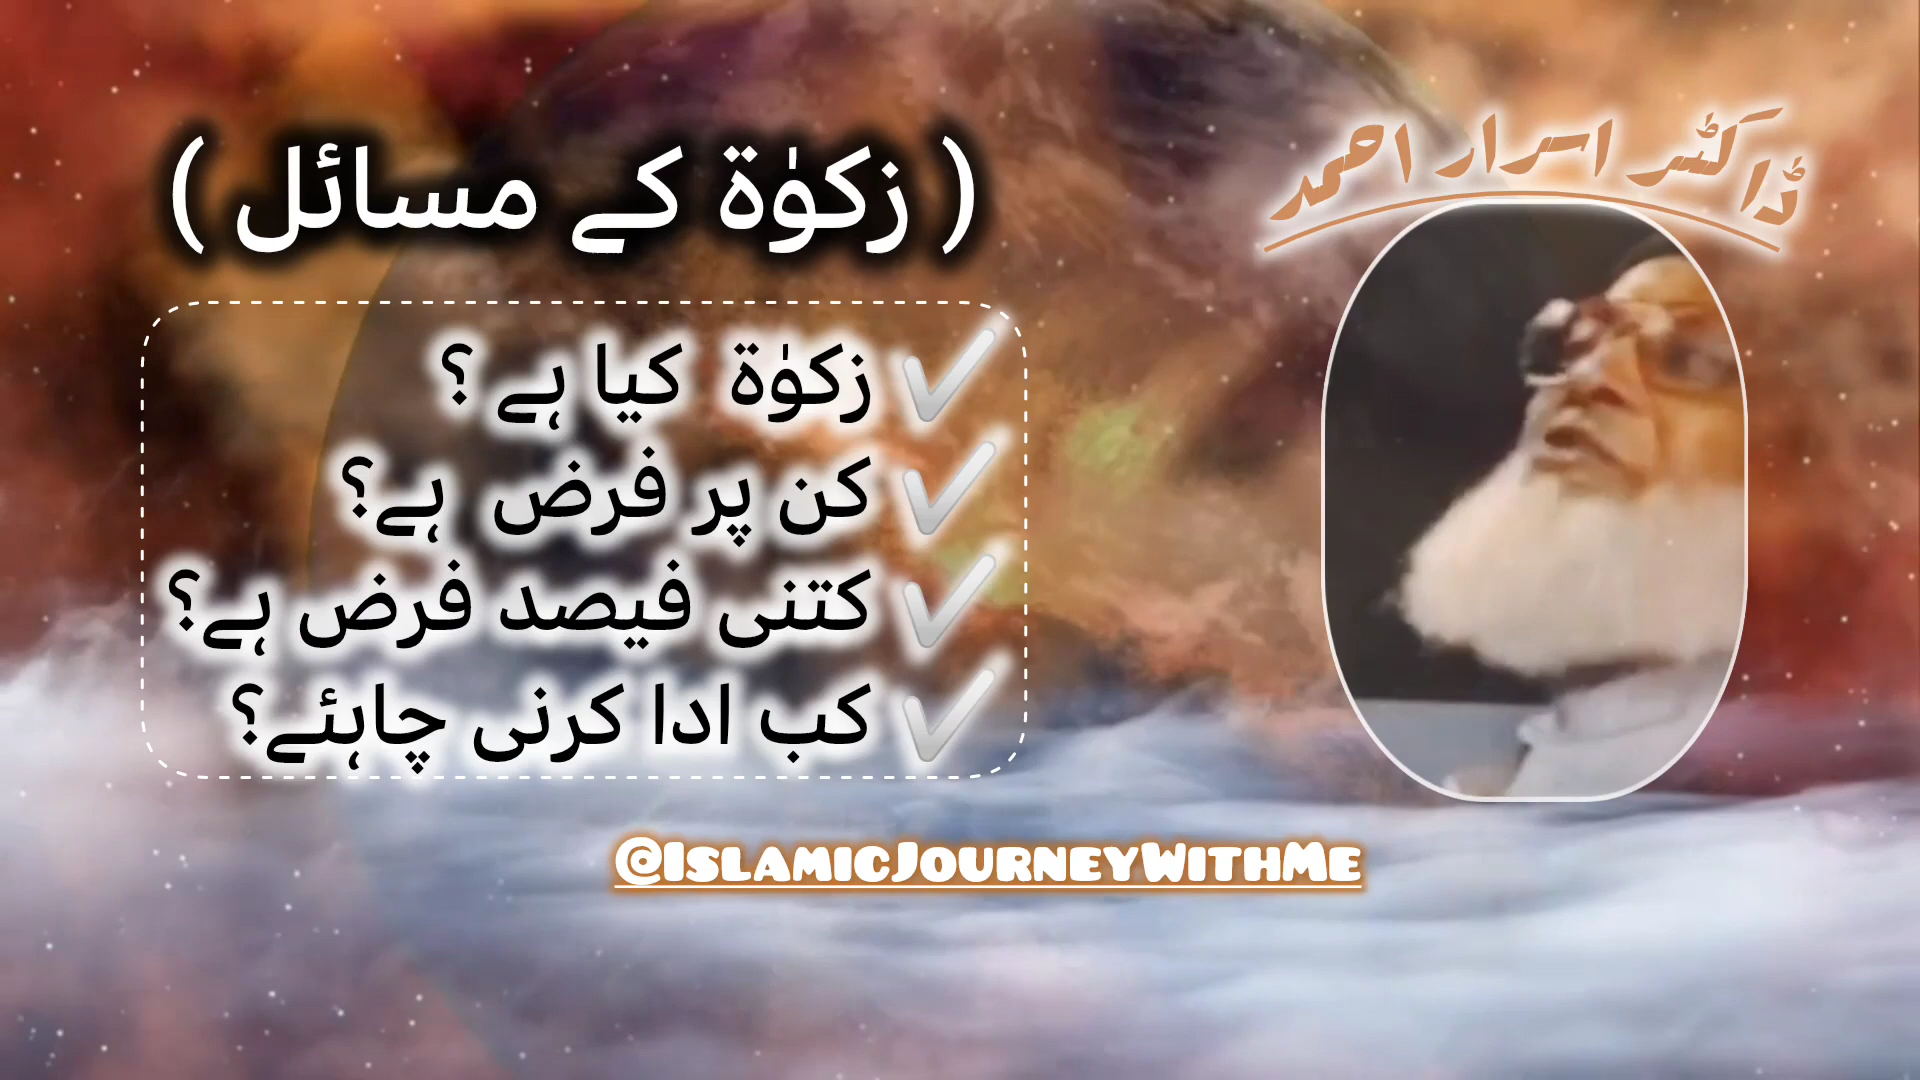 ڈاکٹر اسرار احمد
( زکوٰۃ کے مسائل )
✔ زکوٰۃ کیا ہے ؟
✔ کن پر فرض ہے؟
✔ کتنی فیصد فرض ہے؟
✔ کب ادا کرنی چاہئے؟
@IslamicJourneyWithMe